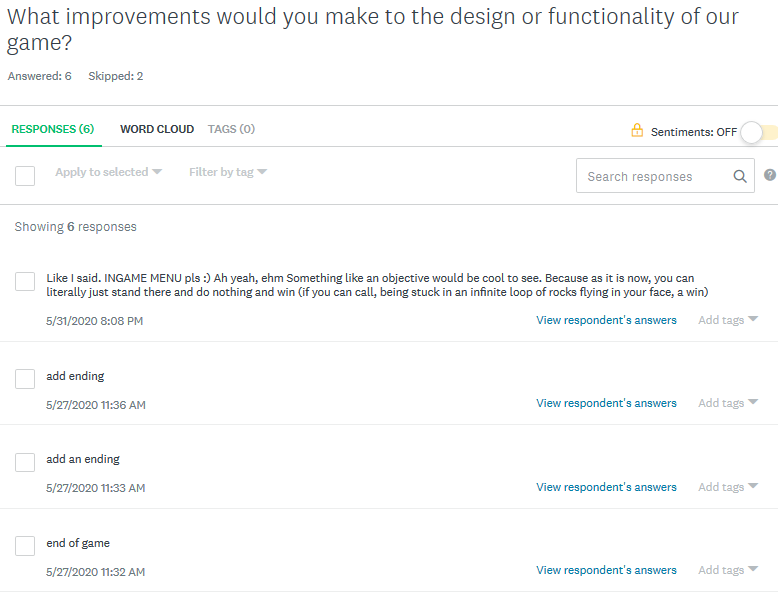 What improvements would you make to the design or functionality of our
game?
Answered: 6 Skipped: 2
RESPONSES (6) WORD CLOUD TAGS (0) Sentiments: OFF
Apply to selected Filter by tag Search responses ?
Showing 6 responses
Like I said. INGAME MENU pls :) Ah yeah, ehm Something like an objective would be cool to see. Because as it is now, you can
literally just stand there and do nothing and win (if you can call, being stuck in an infinite loop of rocks flying in your face, a win)
5/31/2020 8:08 PM View respondent's answers Add tags
add ending
5/27/2020 11:36 AM View respondent's answers Add tags
add an ending
5/27/2020 11:33 AM View respondent's answers Add tags
end of game
5/27/2020 11:32 AM View respondent's answers Add tags